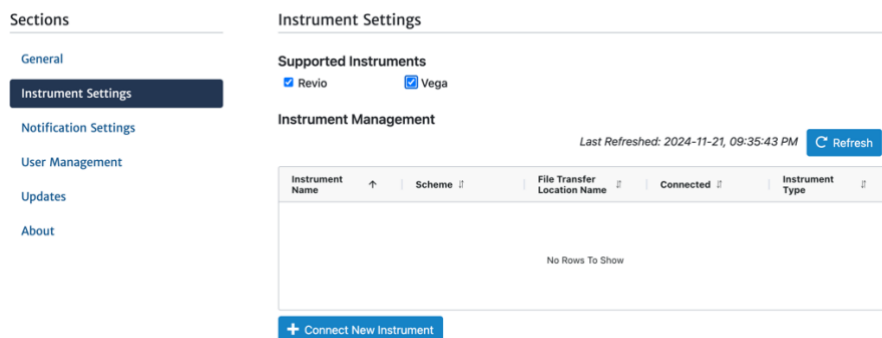 Sections
General
Instrument Settings
Notification Settings
User Management
Updates
About
Instrument Settings
Supported Instruments
Revio
Vega
Instrument Management
Last Refreshed: 2024-11-21, 09:35:43 PM
Refresh
Instrument
Name
Scheme
File Transfer
Location Name
Connected
Instrument
Type
No Rows To Show
Connect New Instrument